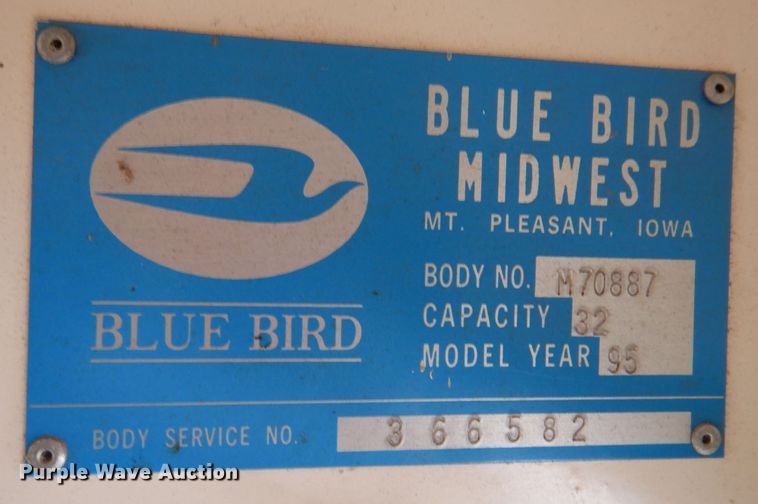 BLUE BIRD
BLUE BIRD
MIDWEST
MT. PLEASANT, IOWA
BODY NO. M70887
CAPACITY 32
MODEL YEAR 95
BODY SERVICE NO. 366582
Purple Wave Auction